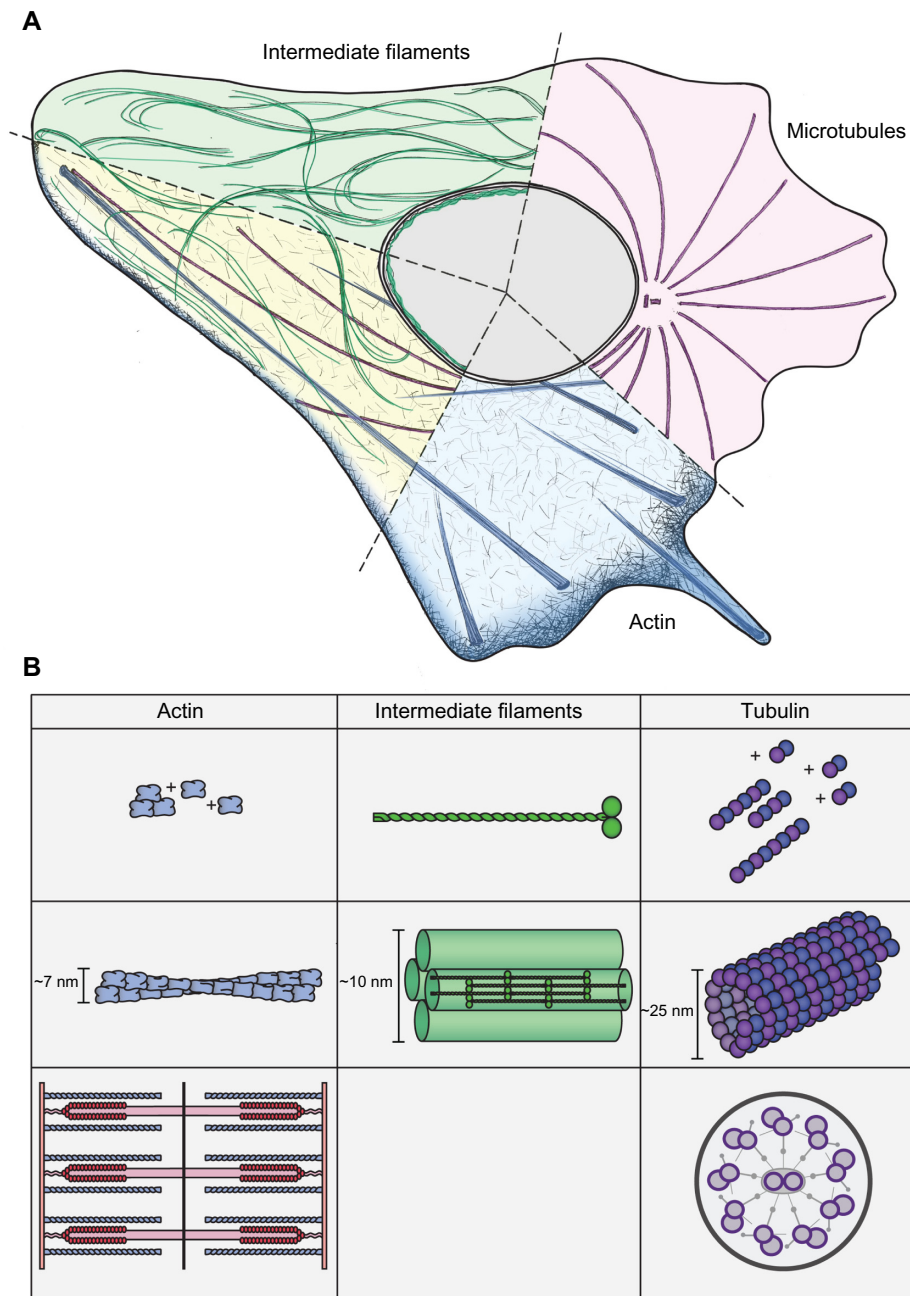 A
Intermediate filaments
Microtubules
Actin
B
Actin
Intermediate filaments
Tubulin
+
+
+
+
+
~7 nm
~10 nm
~25 nm